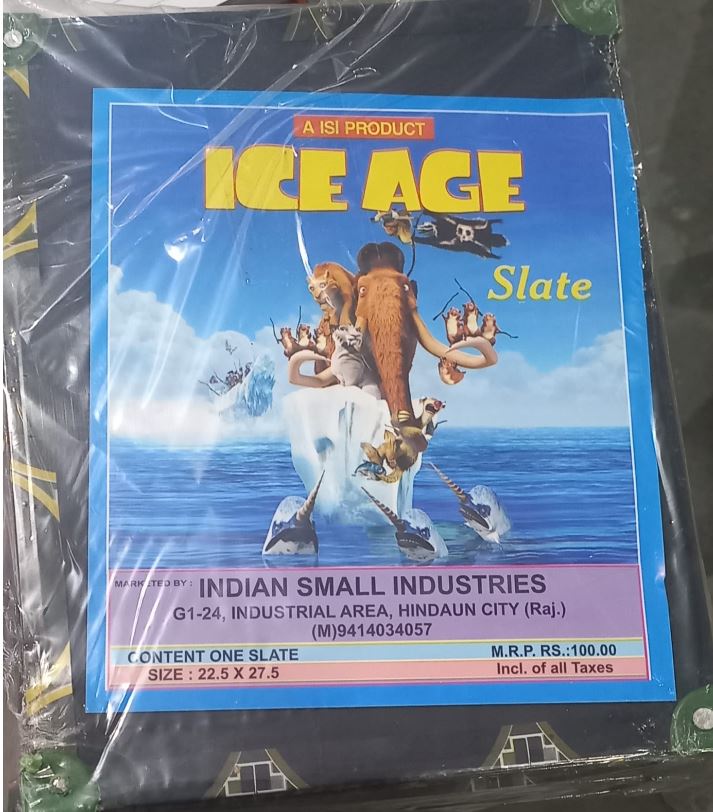 A ISI PRODUCT
ICE AGE
Slate
MARKETED BY : INDIAN SMALL INDUSTRIES
G1-24, INDUSTRIAL AREA, HINDAUN CITY (Raj.)
(M)9414034057
CONTENT ONE SLATE M.R.P. RS.:100.00
SIZE : 22.5 X 27.5 Incl. of all Taxes